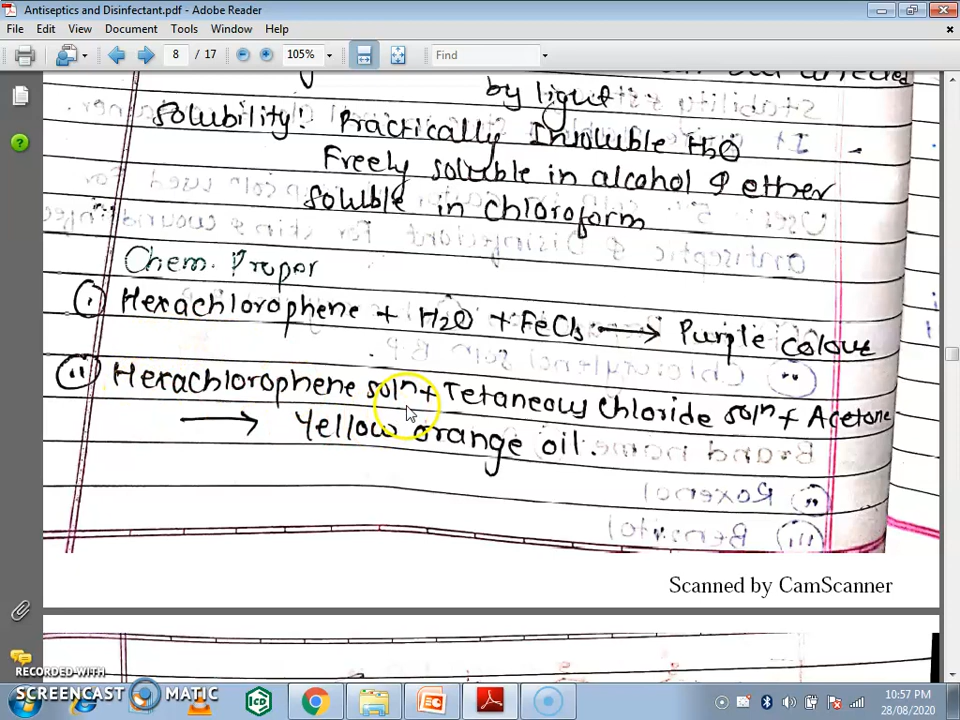 Antiseptics and Disinfectant.pdf - Adobe Reader
File Edit View Document Tools Window Help
8 / 17 105% Find
by light
Solubility! Practically Insoluble H2O
Freely soluble in alcohol & ether
soluble in chloroform
Chem. Proper
(i) Hexachlorophene + H2O + FeCl3 → Purple colour
(ii) Hexachlorophene soln + Tetaneous Chloride soln + Acetone
→ Yellow orange oil.
Scanned by CamScanner
RECORDED WITH
SCREENCAST MATIC
10:57 PM
28/08/2020